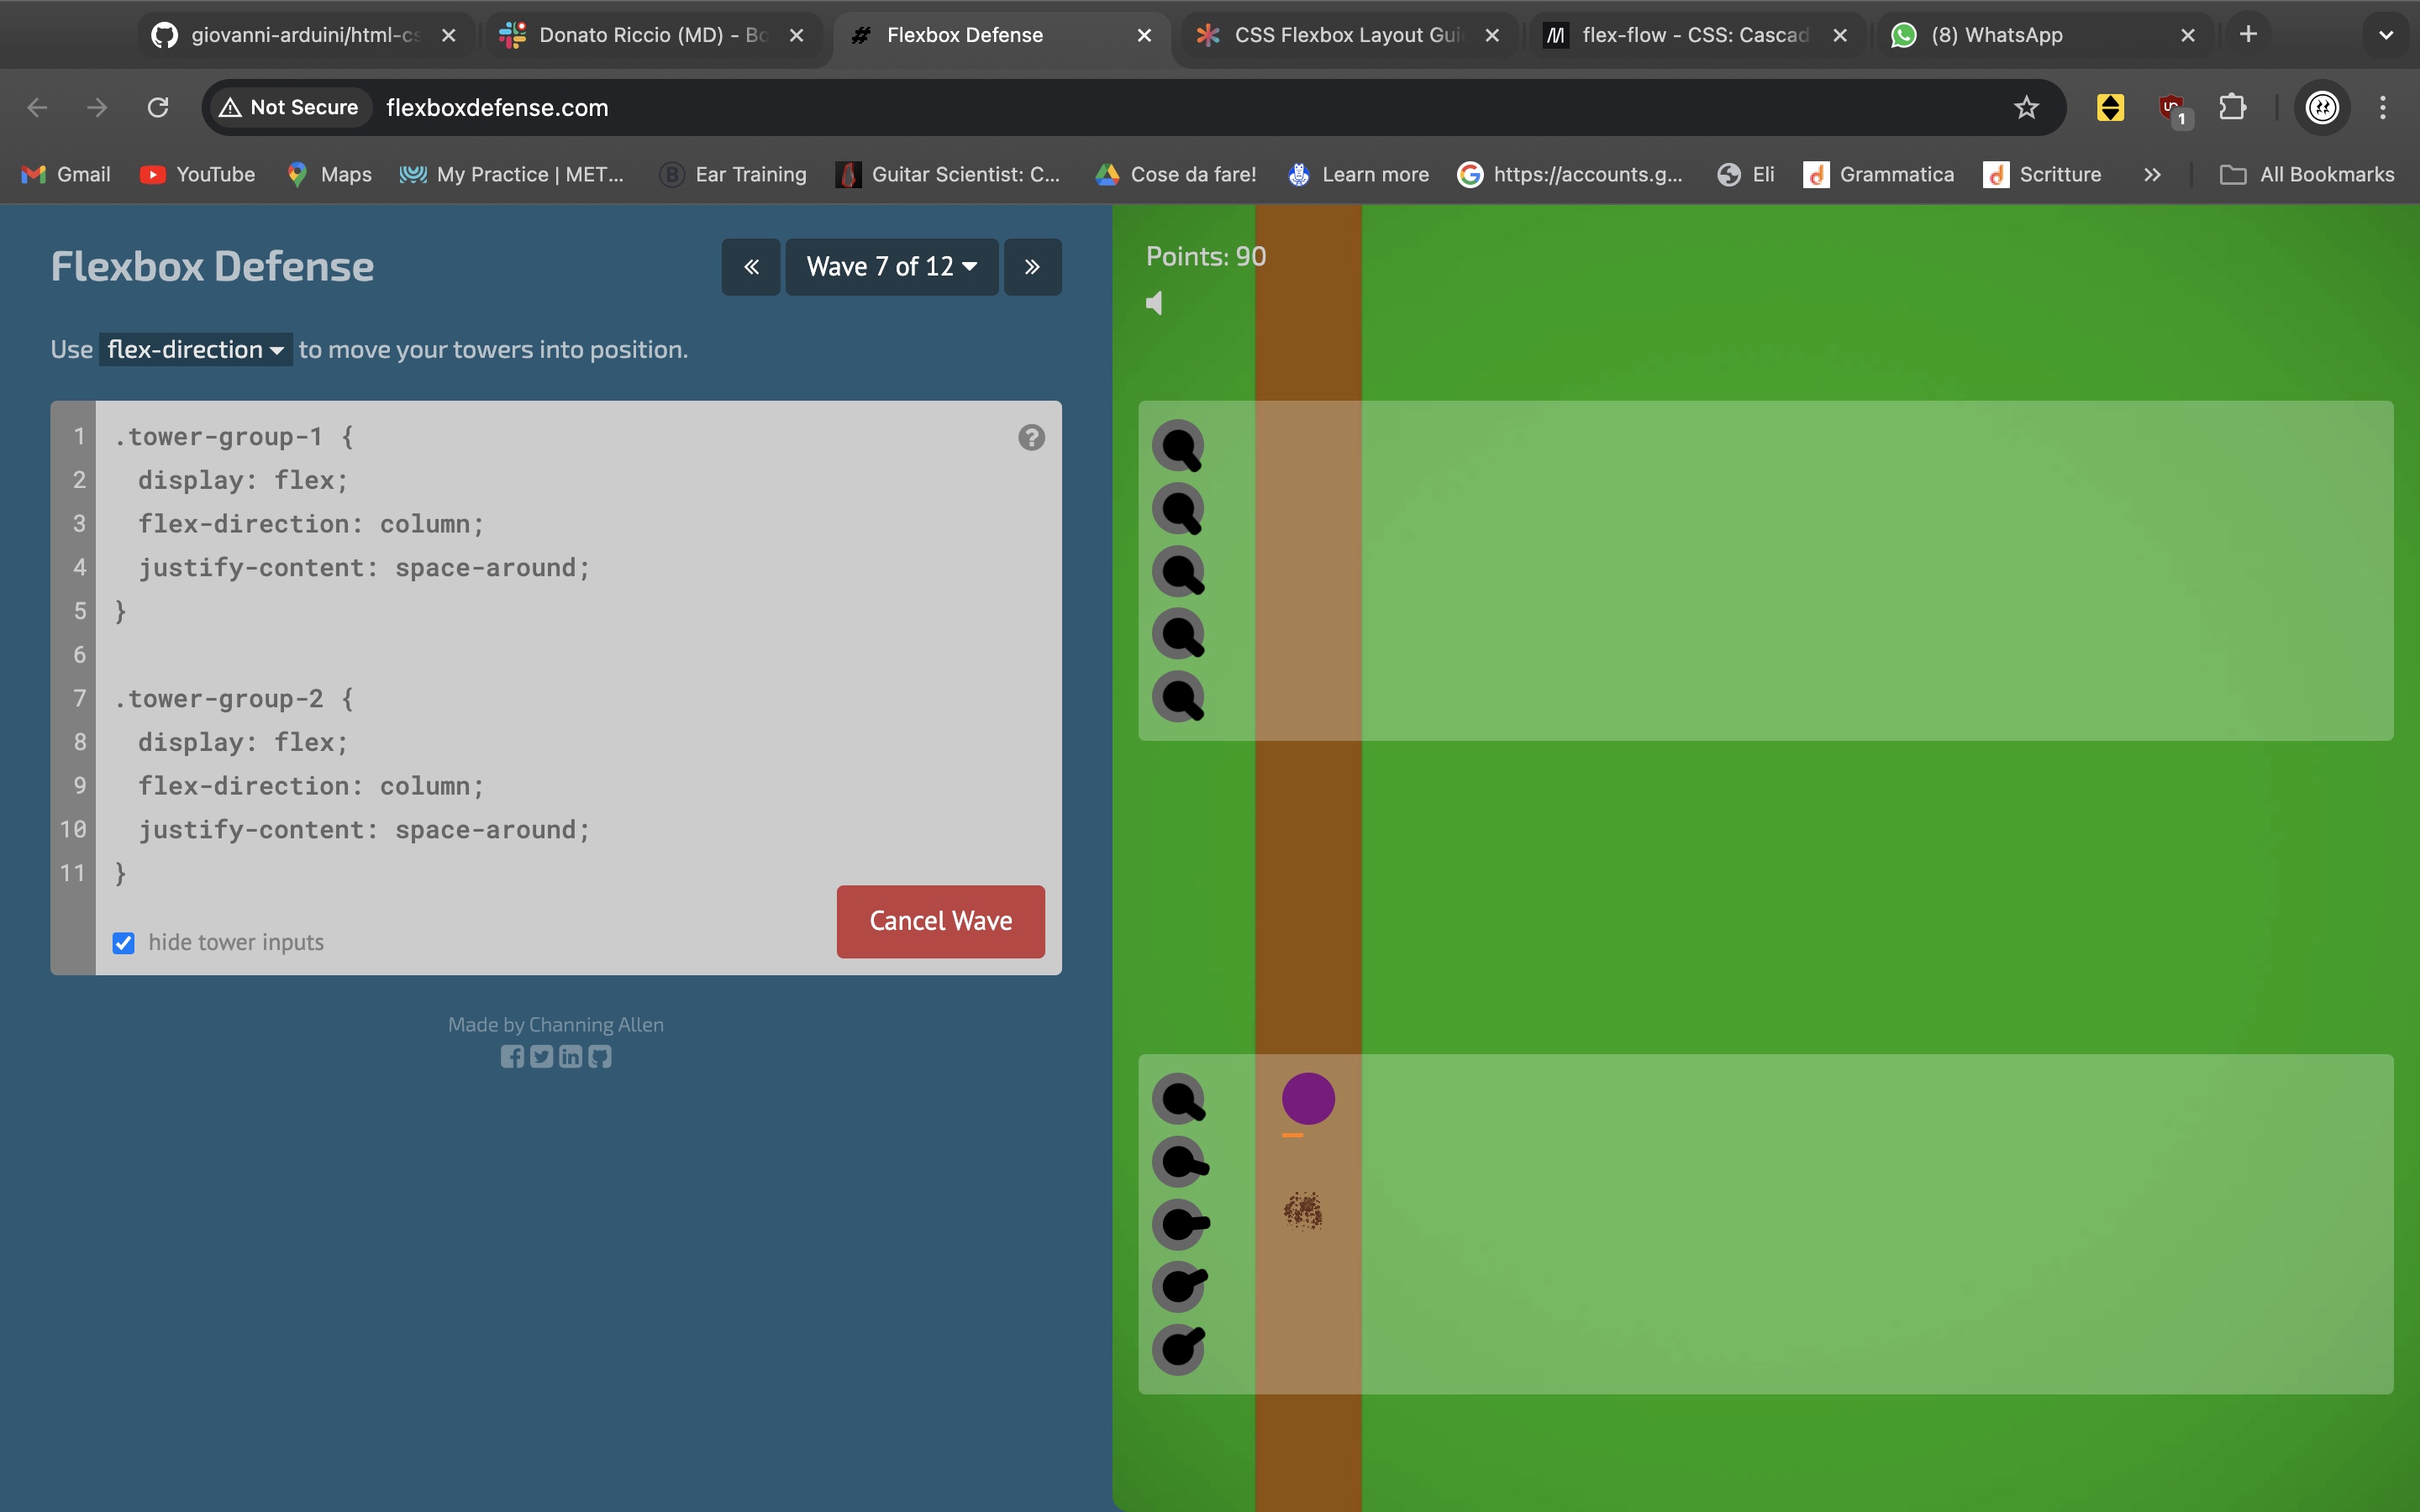 giovanni-arduini/html-cs
Donato Riccio (MD) - Bo
Flexbox Defense
CSS Flexbox Layout Gui
flex-flow - CSS: Cascad
(8) WhatsApp
Not Secure
flexboxdefense.com
1
Gmail
YouTube
Maps
My Practice | MET...
Ear Training
Guitar Scientist: C...
Cose da fare!
Learn more
https://accounts.g...
Eli
Grammatica
Scritture
All Bookmarks
Flexbox Defense
« Wave 7 of 12 »
Use flex-direction to move your towers into position.
1 .tower-group-1 {
2 display: flex;
3 flex-direction: column;
4 justify-content: space-around;
5 }
6
7 .tower-group-2 {
8 display: flex;
9 flex-direction: column;
10 justify-content: space-around;
11 }
?
hide tower inputs
Cancel Wave
Made by Channing Allen
Points: 90